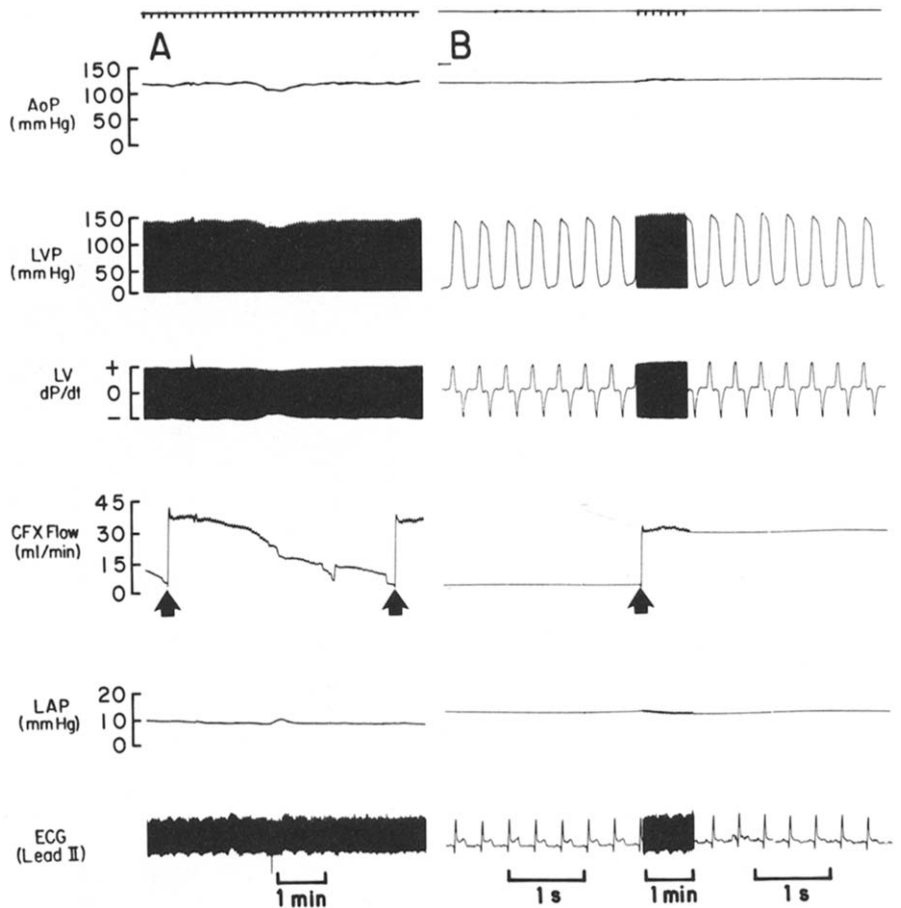 A
B
AoP
(mm Hg)
150
100
50
0
LVP
(mm Hg)
150
100
50
0
LV
dP/dt
+
0
−
CFX Flow
(ml/min)
45
30
15
0
LAP
(mm Hg)
20
10
0
ECG
(Lead II)
1 min
1 s
1 min
1 s